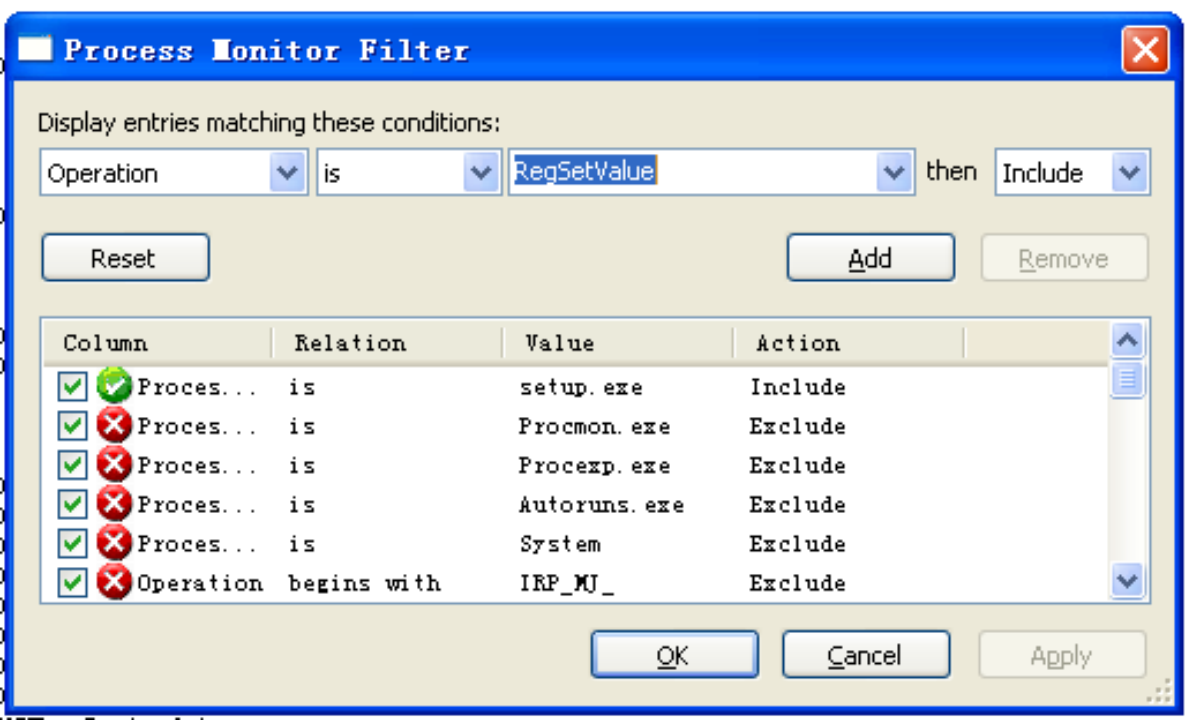 Process Monitor Filter
Display entries matching these conditions:
Operation is RegSetValue then Include
Reset Add Remove
Column Relation Value Action
Proces... is setup.exe Include
Proces... is Procmon.exe Exclude
Proces... is Procexp.exe Exclude
Proces... is Autoruns.exe Exclude
Proces... is System Exclude
Operation begins with IRP_MJ_ Exclude
OK Cancel Apply